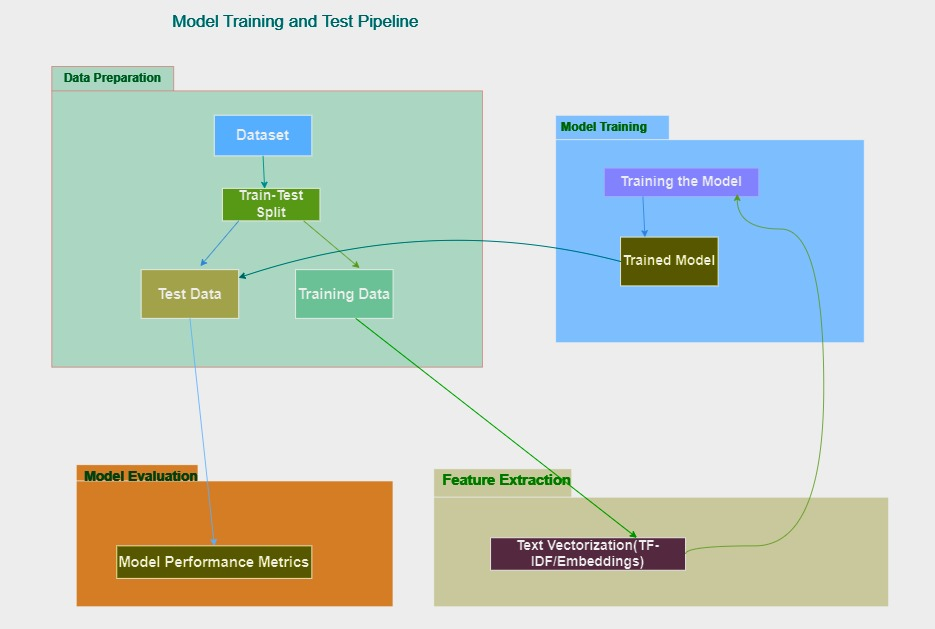 Model Training and Test Pipeline
Data Preparation
Dataset
Train-Test
Split
Test Data
Training Data
Model Training
Training the Model
Trained Model
Model Evaluation
Model Performance Metrics
Feature Extraction
Text Vectorization(TF-
IDF/Embeddings)